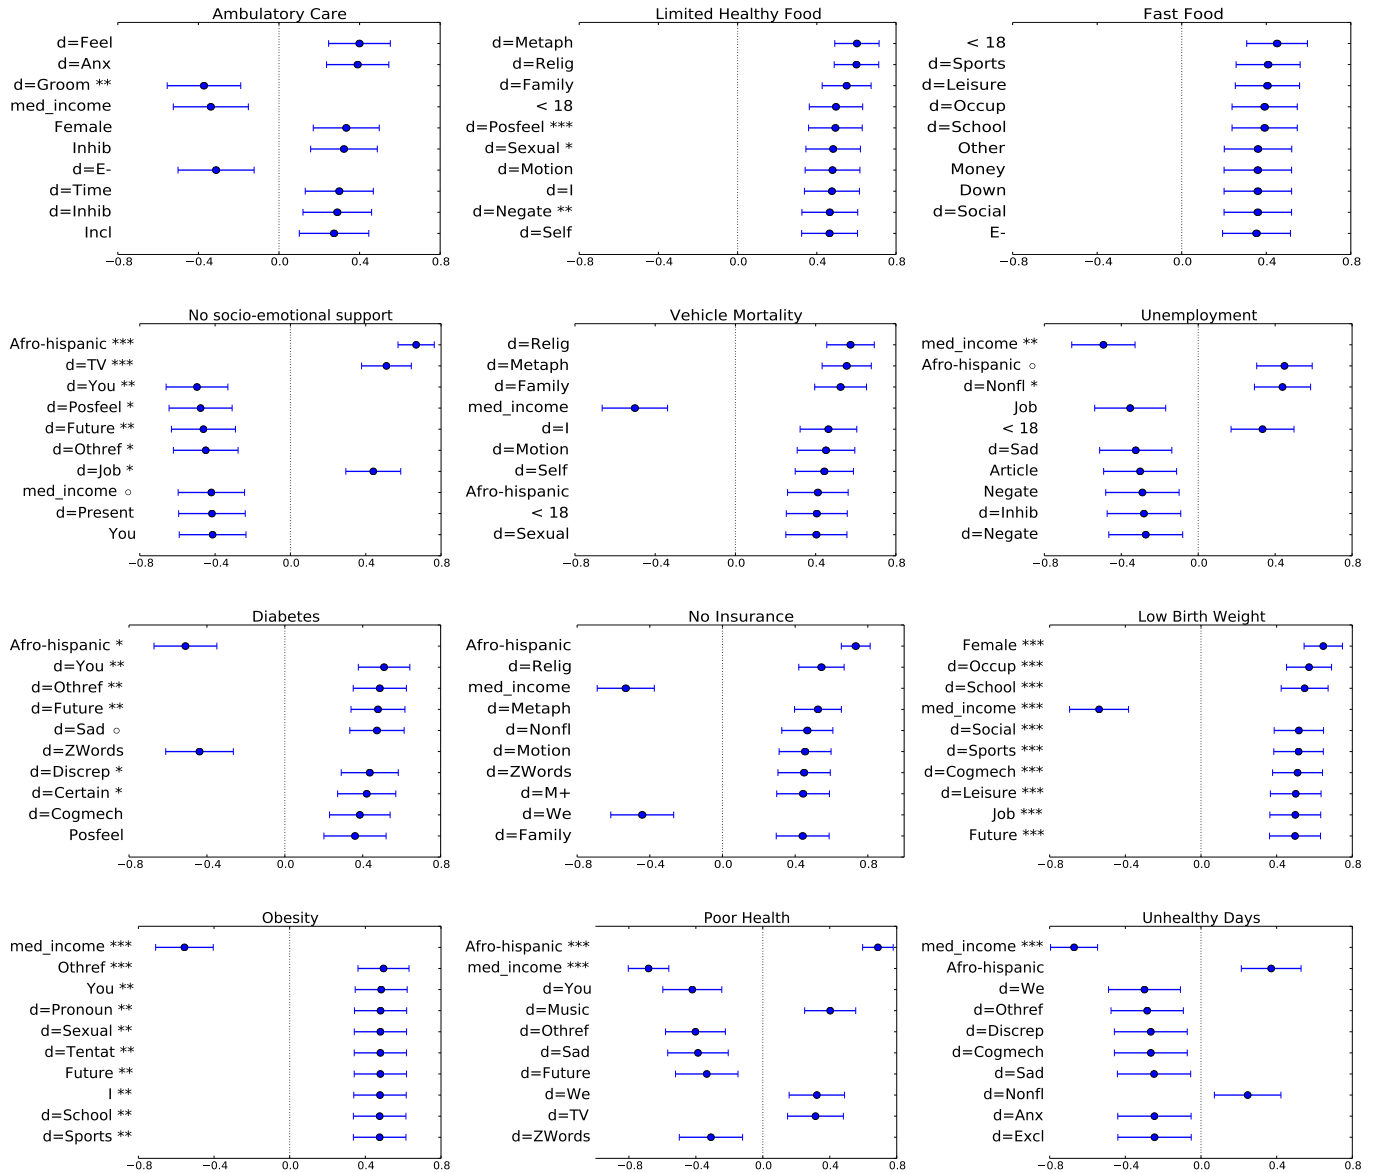 Ambulatory Care
d=Feel
d=Anx
d=Groom **
med_income
Female
Inhib
d=E-
d=Time
d=Inhib
Incl
−0.8 −0.4 0.0 0.4 0.8
Limited Healthy Food
d=Metaph
d=Relig
d=Family
< 18
d=Posfeel ***
d=Sexual *
d=Motion
d=I
d=Negate **
d=Self
−0.8 −0.4 0.0 0.4 0.8
Fast Food
< 18
d=Sports
d=Leisure
d=Occup
d=School
Other
Money
Down
d=Social
E-
−0.8 −0.4 0.0 0.4 0.8
No socio-emotional support
Afro-hispanic ***
d=TV ***
d=You **
d=Posfeel *
d=Future **
d=Othref *
d=Job *
med_income ○
d=Present
You
−0.8 −0.4 0.0 0.4 0.8
Vehicle Mortality
d=Relig
d=Metaph
d=Family
med_income
d=I
d=Motion
d=Self
Afro-hispanic
< 18
d=Sexual
−0.8 −0.4 0.0 0.4 0.8
Unemployment
med_income **
Afro-hispanic ○
d=Nonfl *
Job
< 18
d=Sad
Article
Negate
d=Inhib
d=Negate
−0.8 −0.4 0.0 0.4 0.8
Diabetes
Afro-hispanic *
d=You **
d=Othref **
d=Future **
d=Sad ○
d=ZWords
d=Discrep *
d=Certain *
d=Cogmech
Posfeel
−0.8 −0.4 0.0 0.4 0.8
No Insurance
Afro-hispanic
d=Relig
med_income
d=Metaph
d=Nonfl
d=Motion
d=ZWords
d=M+
d=We
d=Family
−0.8 −0.4 0.0 0.4 0.8
Low Birth Weight
Female ***
d=Occup ***
d=School ***
med_income ***
d=Social ***
d=Sports ***
d=Cogmech ***
d=Leisure ***
Job ***
Future ***
−0.8 −0.4 0.0 0.4 0.8
Obesity
med_income ***
Othref ***
You **
d=Pronoun **
d=Sexual **
d=Tentat **
Future **
I **
d=School **
d=Sports **
−0.8 −0.4 0.0 0.4 0.8
Poor Health
Afro-hispanic ***
med_income ***
d=You
d=Music
d=Othref
d=Sad
d=Future
d=We
d=TV
d=ZWords
−0.8 −0.4 0.0 0.4 0.8
Unhealthy Days
med_income ***
Afro-hispanic
d=We
d=Othref
d=Discrep
d=Cogmech
d=Sad
d=Nonfl
d=Anx
d=Excl
−0.8 −0.4 0.0 0.4 0.8